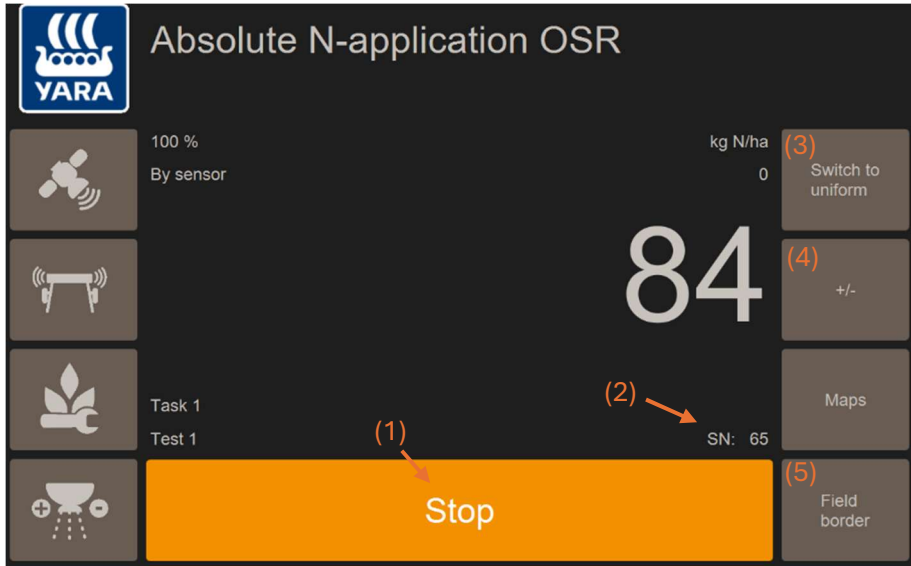 YARA
Absolute N-application OSR
100 %
kg N/ha
By sensor
0
84
(3)
Switch to
uniform
(4)
+/-
Task 1
Test 1
(2)
SN: 65
Maps
(1)
Stop
(5)
Field
border